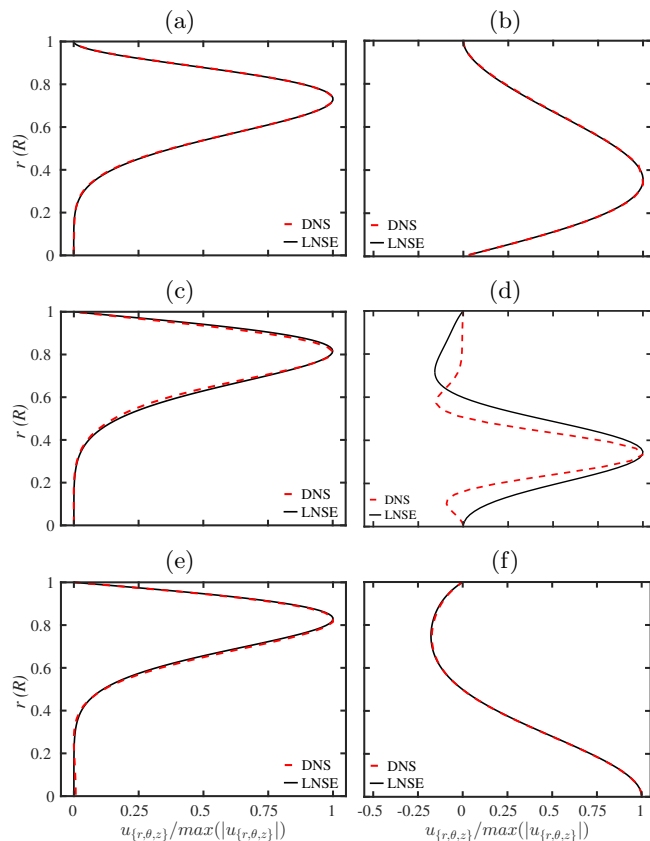 (a)
(b)
1
0.8
0.6
0.4
0.2
0
r (R)
DNS
LNSE
DNS
LNSE
(c)
(d)
1
0.8
0.6
0.4
0.2
0
r (R)
DNS
LNSE
DNS
LNSE
(e)
(f)
1
0.8
0.6
0.4
0.2
0
r (R)
DNS
LNSE
DNS
LNSE
0 0.25 0.5 0.75 1
-0.5 -0.25 0 0.25 0.5 0.75 1
u{r,θ,z}/max(|u{r,θ,z}|)
u{r,θ,z}/max(|u{r,θ,z}|)